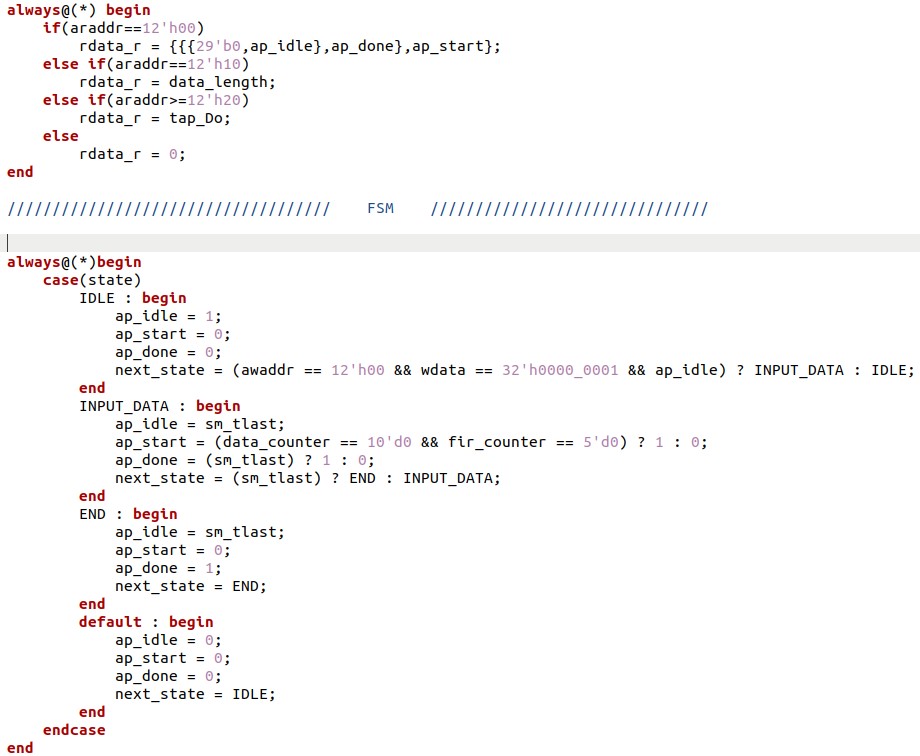 always@(*) begin
    if(araddr==12'h00)
        rdata_r = {{{29'b0,ap_idle},ap_done},ap_start};
    else if(araddr==12'h10)
        rdata_r = data_length;
    else if(araddr>=12'h20)
        rdata_r = tap_Do;
    else
        rdata_r = 0;
end
////////////////////////////////////    FSM    ///////////////////////////////
always@(*)begin
    case(state)
        IDLE : begin
            ap_idle = 1;
            ap_start = 0;
            ap_done = 0;
            next_state = (awaddr == 12'h00 && wdata == 32'h0000_0001 && ap_idle) ? INPUT_DATA : IDLE;
        end
        INPUT_DATA : begin
            ap_idle = sm_tlast;
            ap_start = (data_counter == 10'd0 && fir_counter == 5'd0) ? 1 : 0;
            ap_done = (sm_tlast) ? 1 : 0;
            next_state = (sm_tlast) ? END : INPUT_DATA;
        end
        END : begin
            ap_idle = sm_tlast;
            ap_start = 0;
            ap_done = 1;
            next_state = END;
        end
        default : begin
            ap_idle = 0;
            ap_start = 0;
            ap_done = 0;
            next_state = IDLE;
        end
    endcase
end